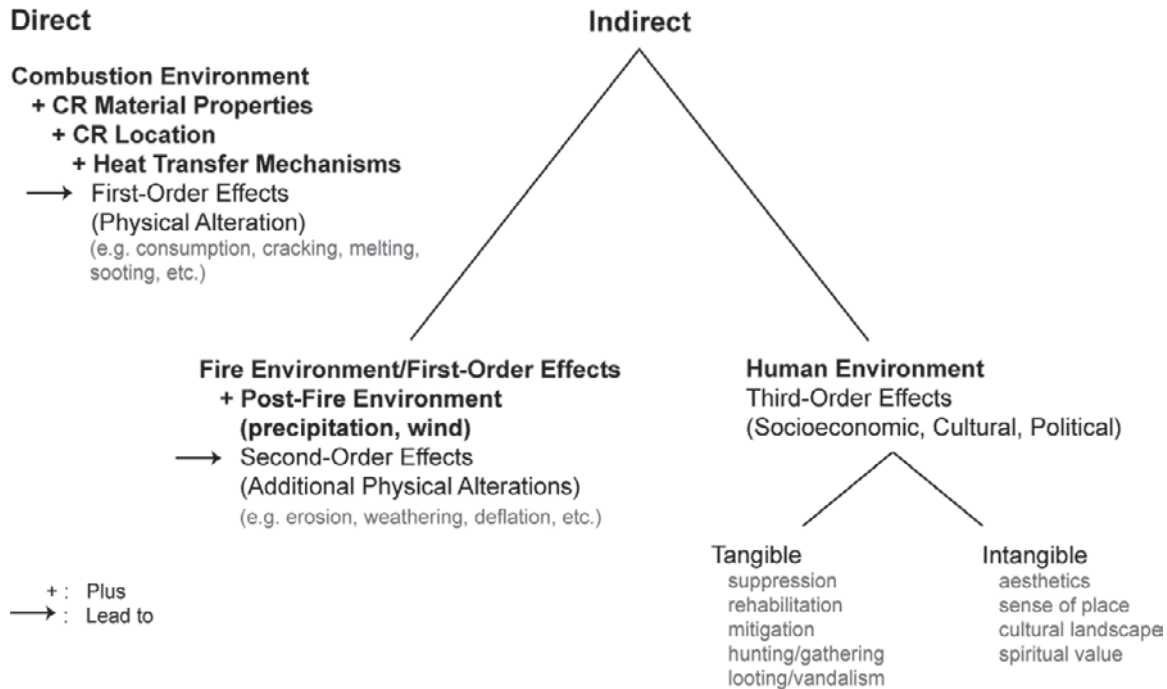 Direct
Indirect
Combustion Environment
+ CR Material Properties
+ CR Location
+ Heat Transfer Mechanisms
First-Order Effects
(Physical Alteration)
(e.g. consumption, cracking, melting,
sooting, etc.)
Fire Environment/First-Order Effects
+ Post-Fire Environment
(precipitation, wind)
Second-Order Effects
(Additional Physical Alterations)
(e.g. erosion, weathering, deflation, etc.)
Human Environment
Third-Order Effects
(Socioeconomic, Cultural, Political)
Tangible
suppression
rehabilitation
mitigation
hunting/gathering
looting/vandalism
Intangible
aesthetics
sense of place
cultural landscape
spiritual value
+ : Plus
⟶ : Lead to